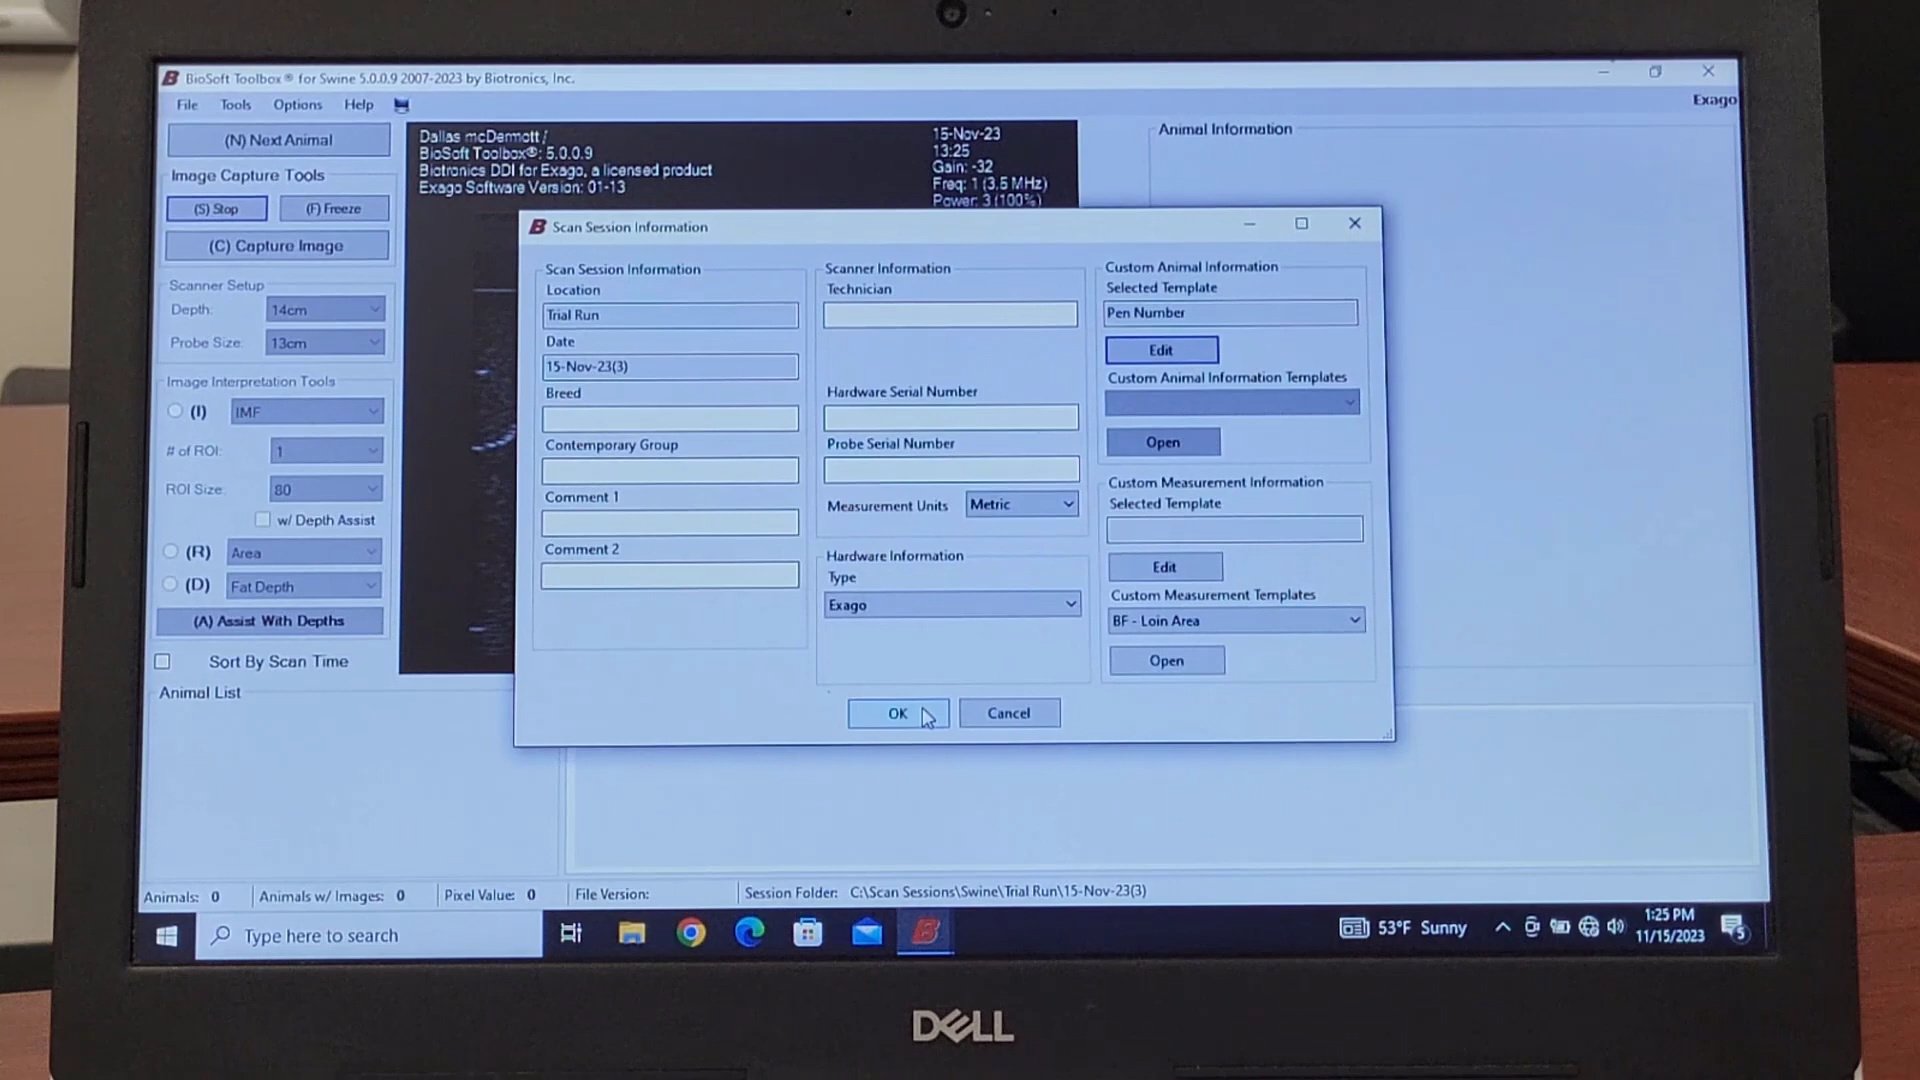 BioSoft Toolbox ® for Swine 5.0.0.9 2007-2023 by Biotronics, Inc.
File Tools Options Help
Exago
(N) Next Animal
Image Capture Tools
(S) Stop (F) Freeze
(C) Capture Image
Scanner Setup
Depth: 14cm
Probe Size: 13cm
Image Interpretation Tools
(I) IMF
# of ROI: 1
ROI Size: 80
w/ Depth Assist
(R) Area
(D) Fat Depth
(A) Assist With Depths
Sort By Scan Time
Animal List
Dallas mcDermott /
BioSoft Toolbox®: 5.0.0.9
Biotronics DDI for Exago, a licensed product
Exago Software Version: 01-13
15-Nov-23
13:25
Gain: -32
Freq: 1 (3.5 MHz)
Power: 3 (100%)
Animal Information
Scan Session Information
Scan Session Information
Location
Trial Run
Date
15-Nov-23(3)
Breed
Contemporary Group
Comment 1
Comment 2
Scanner Information
Technician
Hardware Serial Number
Probe Serial Number
Measurement Units Metric
Hardware Information
Type
Exago
Custom Animal Information
Selected Template
Pen Number
Edit
Custom Animal Information Templates
Open
Custom Measurement Information
Selected Template
Edit
Custom Measurement Templates
BF - Loin Area
Open
OK Cancel
Animals: 0 Animals w/ Images: 0 Pixel Value: 0 File Version: Session Folder: C:\Scan Sessions\Swine\Trial Run\15-Nov-23(3)
Type here to search
53°F Sunny
1:25 PM
11/15/2023
5
DELL